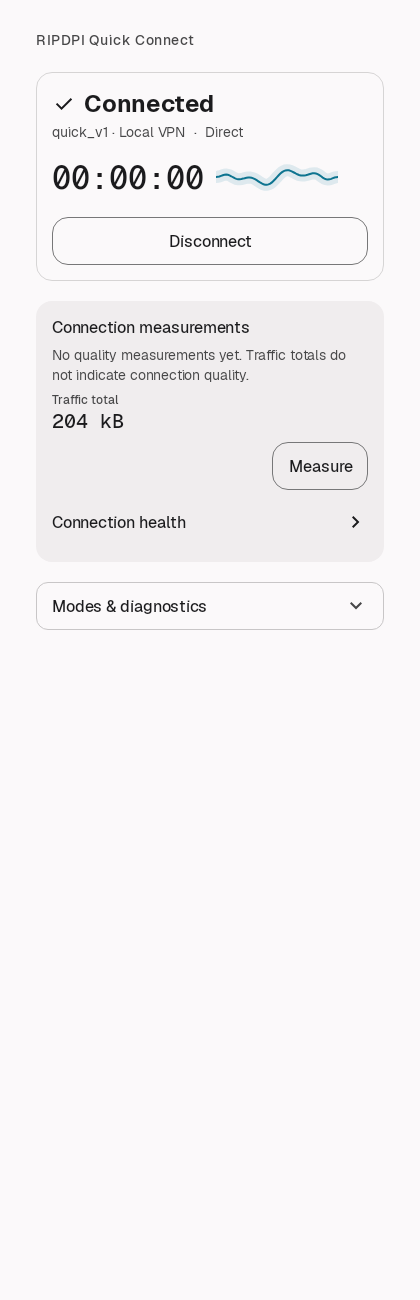 RIPDPI Quick Connect
Connected
quick_v1 · Local VPN · Direct
00:00:00
Disconnect
Connection measurements
No quality measurements yet. Traffic totals do
not indicate connection quality.
Traffic total
204 kB
Measure
Connection health
Modes & diagnostics